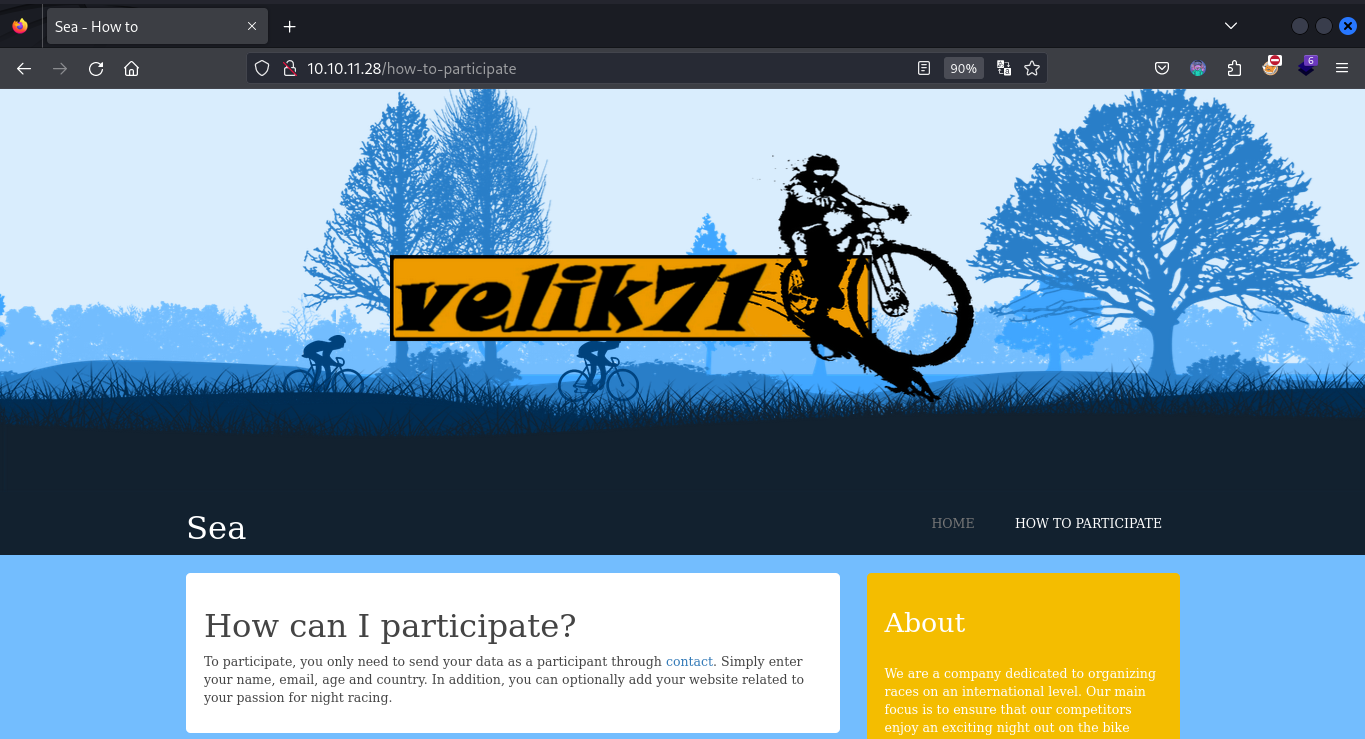 Sea - How to
10.10.11.28/how-to-participate
90%
6
velik71
Sea
HOME
HOW TO PARTICIPATE
How can I participate?
To participate, you only need to send your data as a participant through contact. Simply enter
your name, email, age and country. In addition, you can optionally add your website related to
your passion for night racing.
About
We are a company dedicated to organizing
races on an international level. Our main
focus is to ensure that our competitors
enjoy an exciting night out on the bike